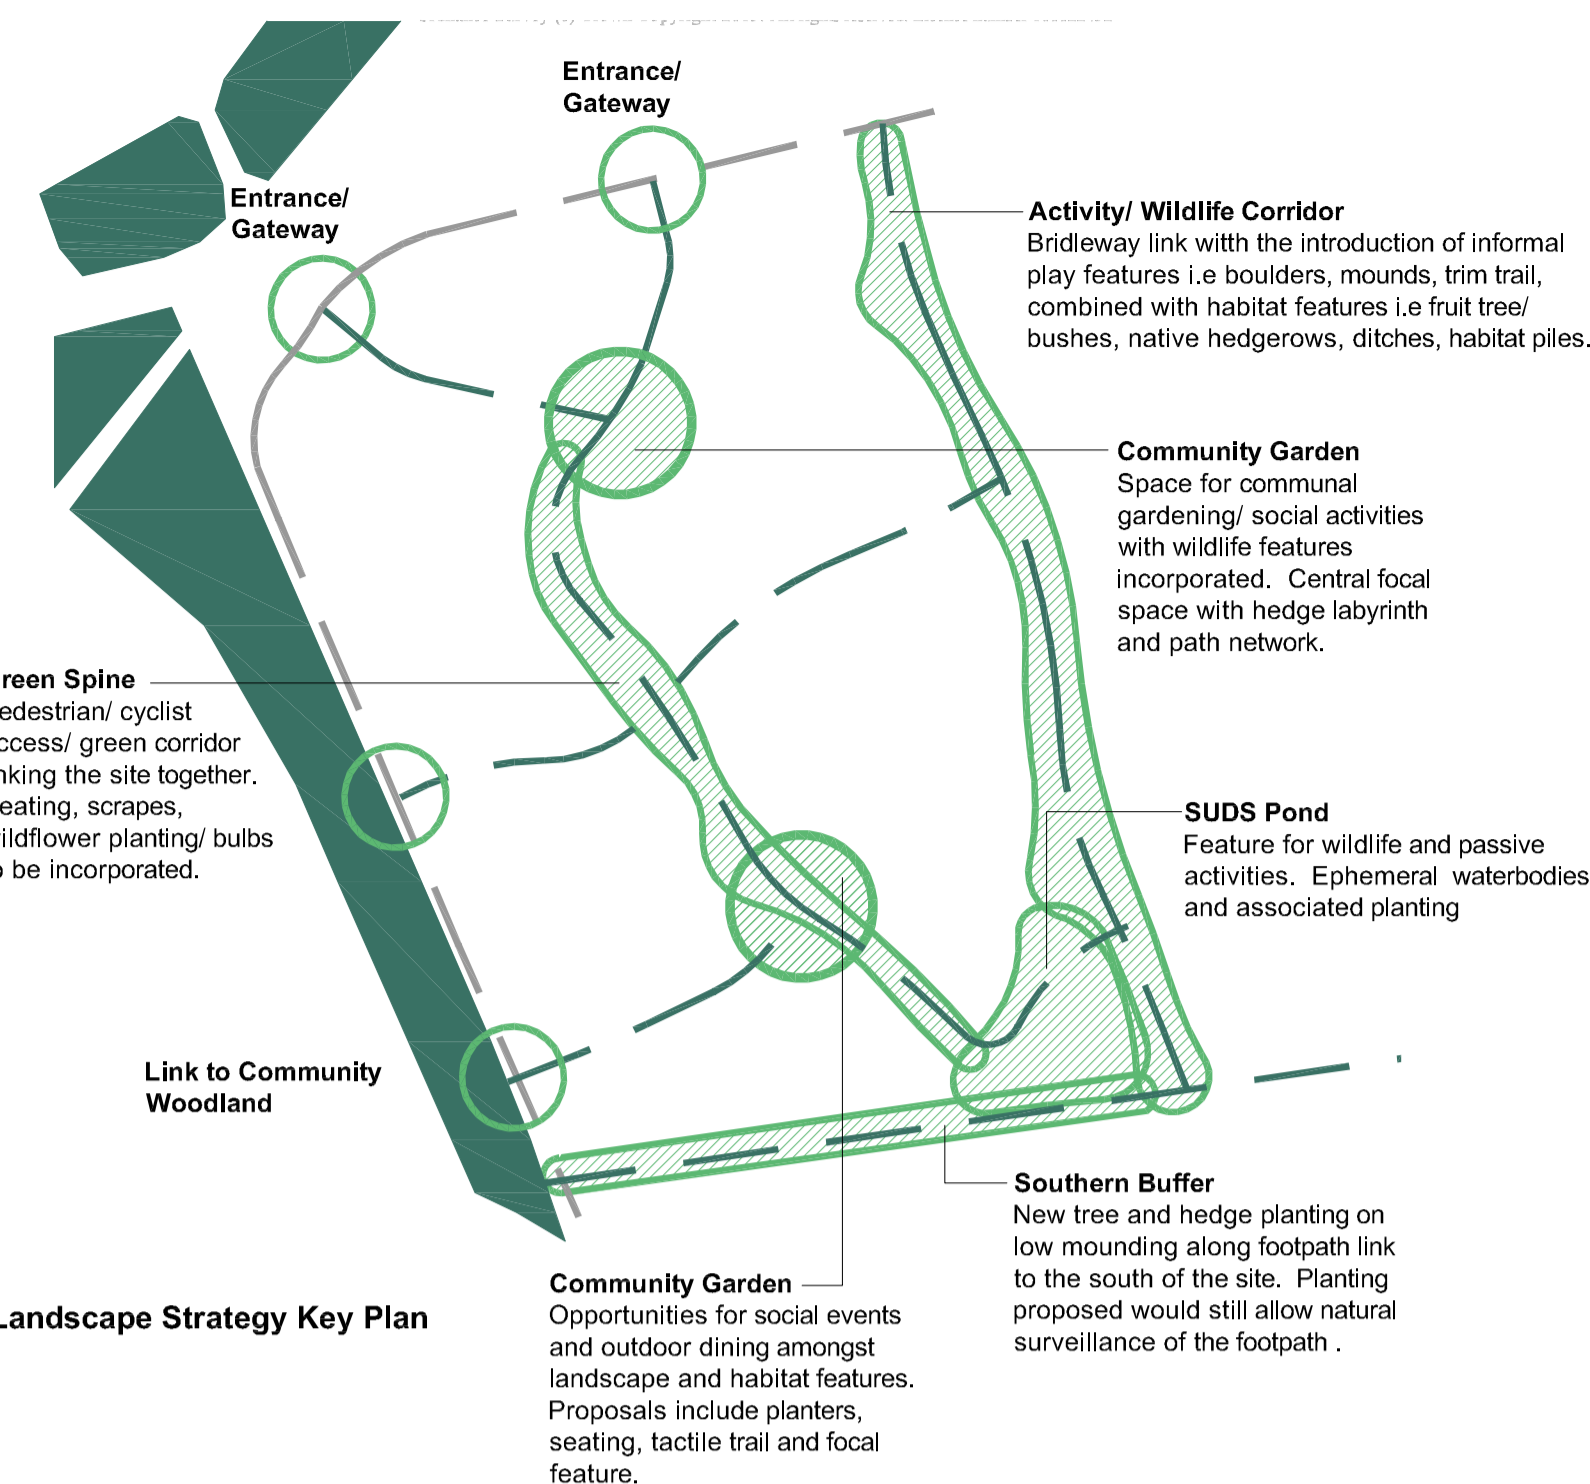 Entrance/
Gateway
Entrance/
Gateway
Activity/ Wildlife Corridor
Bridleway link witth the introduction of informal
play features i.e boulders, mounds, trim trail,
combined with habitat features i.e fruit tree/
bushes, native hedgerows, ditches, habitat piles.
Community Garden
Space for communal
gardening/ social activities
with wildlife features
incorporated. Central focal
space with hedge labyrinth
and path network.
reen Spine
edestrian/ cyclist
ccess/ green corridor
nking the site together.
eating, scrapes,
ildflower planting/ bulbs
o be incorporated.
SUDS Pond
Feature for wildlife and passive
activities. Ephemeral waterbodies
and associated planting
Link to Community
Woodland
Southern Buffer
New tree and hedge planting on
low mounding along footpath link
to the south of the site. Planting
proposed would still allow natural
surveillance of the footpath .
Community Garden
Opportunities for social events
and outdoor dining amongst
landscape and habitat features.
Proposals include planters,
seating, tactile trail and focal
feature.
Landscape Strategy Key Plan